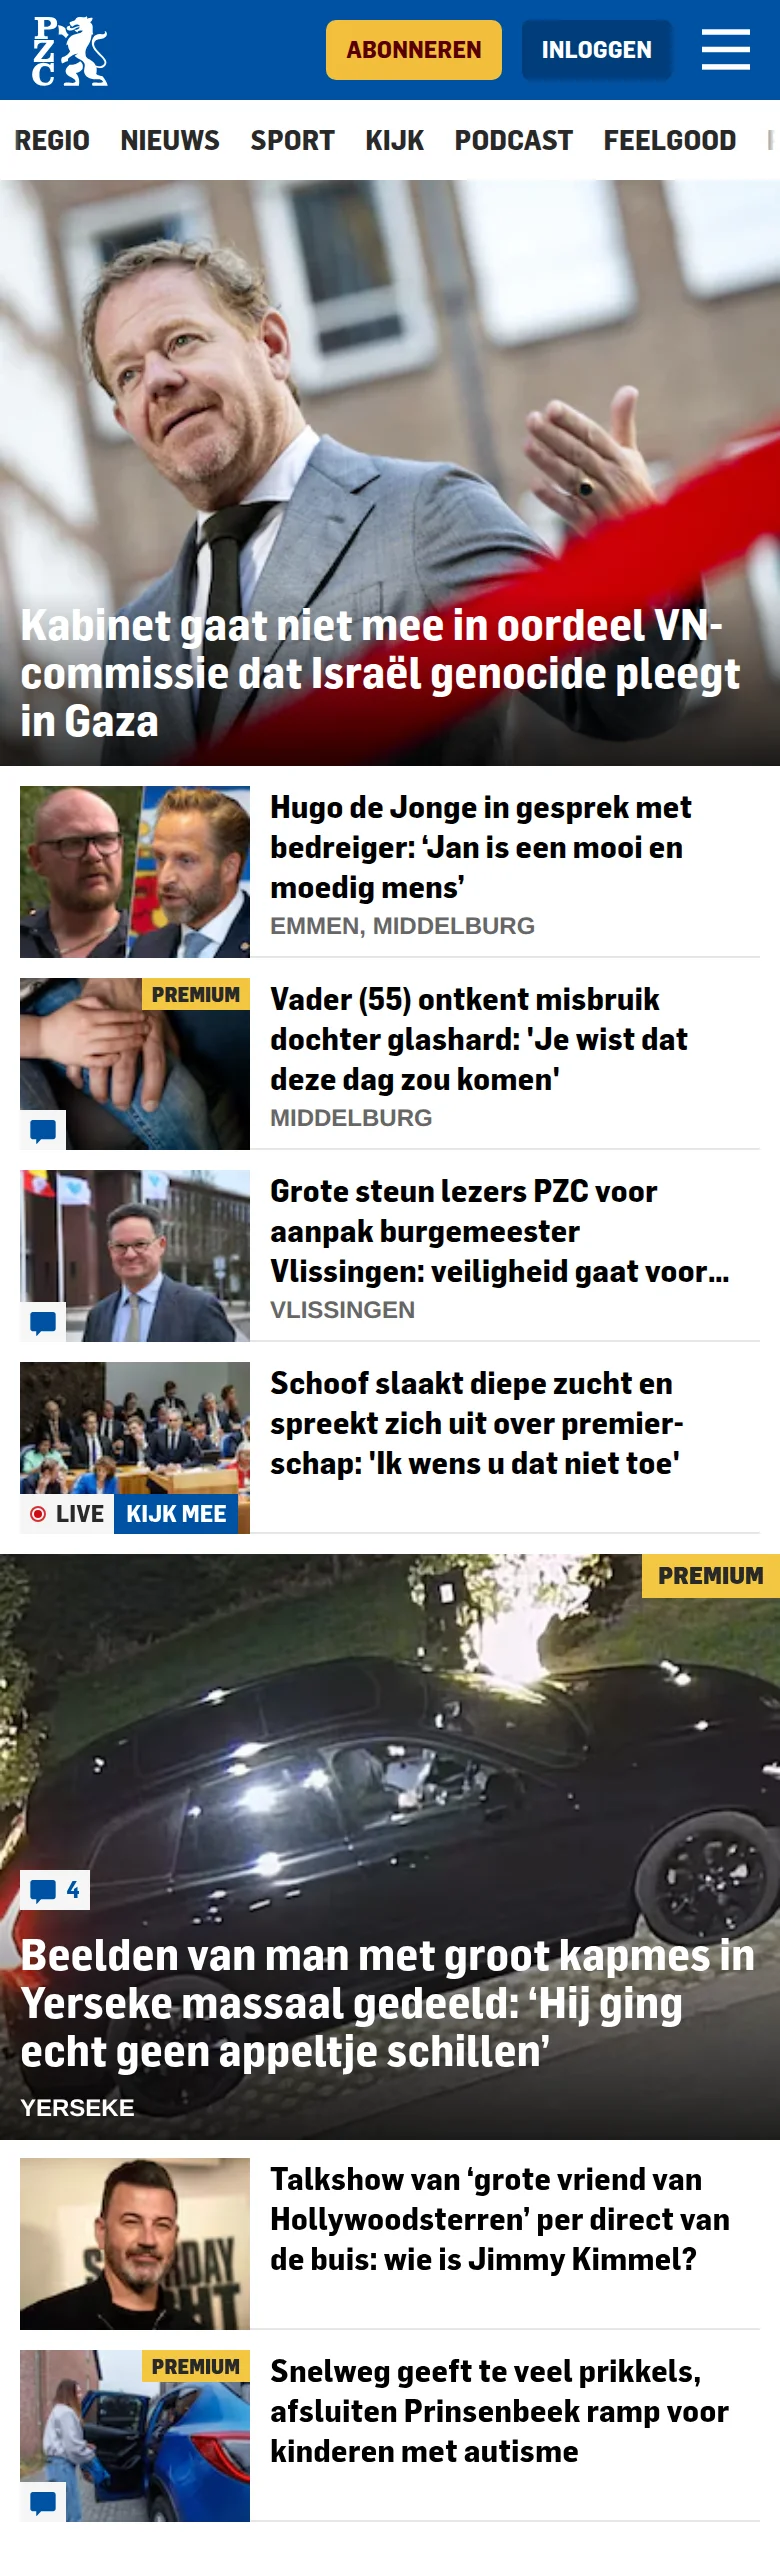 PZC
ABONNEREN
INLOGGEN
REGIO NIEUWS SPORT KIJK PODCAST FEELGOOD
Kabinet gaat niet mee in oordeel VN-
commissie dat Israël genocide pleegt
in Gaza
Hugo de Jonge in gesprek met
bedreiger: ‘Jan is een mooi en
moedig mens’
EMMEN, MIDDELBURG
PREMIUM
Vader (55) ontkent misbruik
dochter glashard: 'Je wist dat
deze dag zou komen'
MIDDELBURG
Grote steun lezers PZC voor
aanpak burgemeester
Vlissingen: veiligheid gaat voor...
VLISSINGEN
Schoof slaakt diepe zucht en
spreekt zich uit over premier-
schap: 'Ik wens u dat niet toe'
LIVE KIJK MEE
PREMIUM
4
Beelden van man met groot kapmes in
Yerseke massaal gedeeld: ‘Hij ging
echt geen appeltje schillen’
YERSEKE
Talkshow van ‘grote vriend van
Hollywoodsterren’ per direct van
de buis: wie is Jimmy Kimmel?
PREMIUM
Snelweg geeft te veel prikkels,
afsluiten Prinsenbeek ramp voor
kinderen met autisme